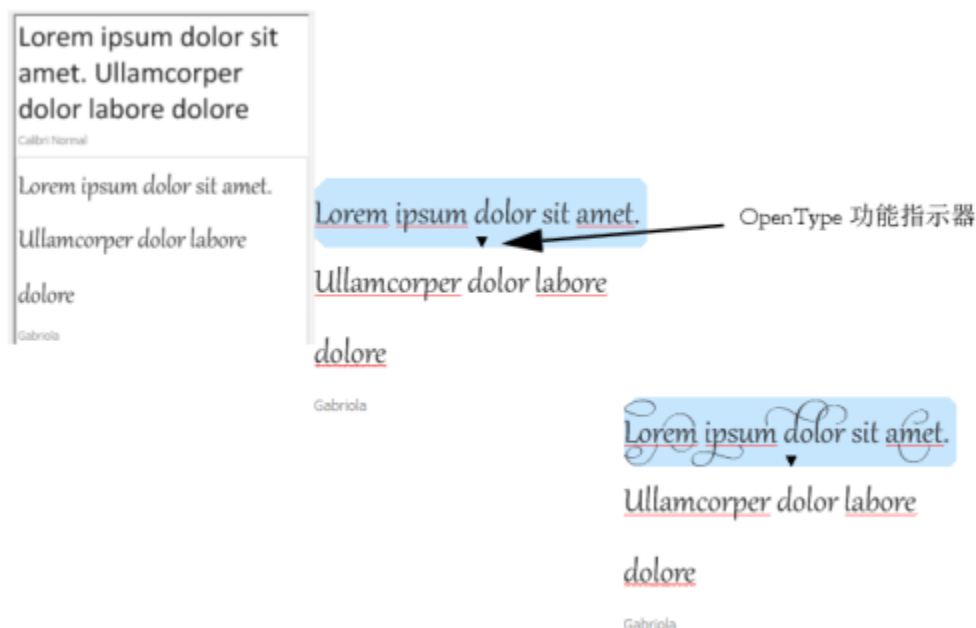 Lorem ipsum dolor sit
amet. Ullamcorper
dolor labore dolore
Calibri Normal
Lorem ipsum dolor sit amet.
Ullamcorper dolor labore
dolore
Gabriola
Lorem ipsum dolor sit amet.
OpenType 功能指示器
Ullamcorper dolor labore
dolore
Gabriola
Lorem ipsum dolor sit amet.
Ullamcorper dolor labore
dolore
Gabriola